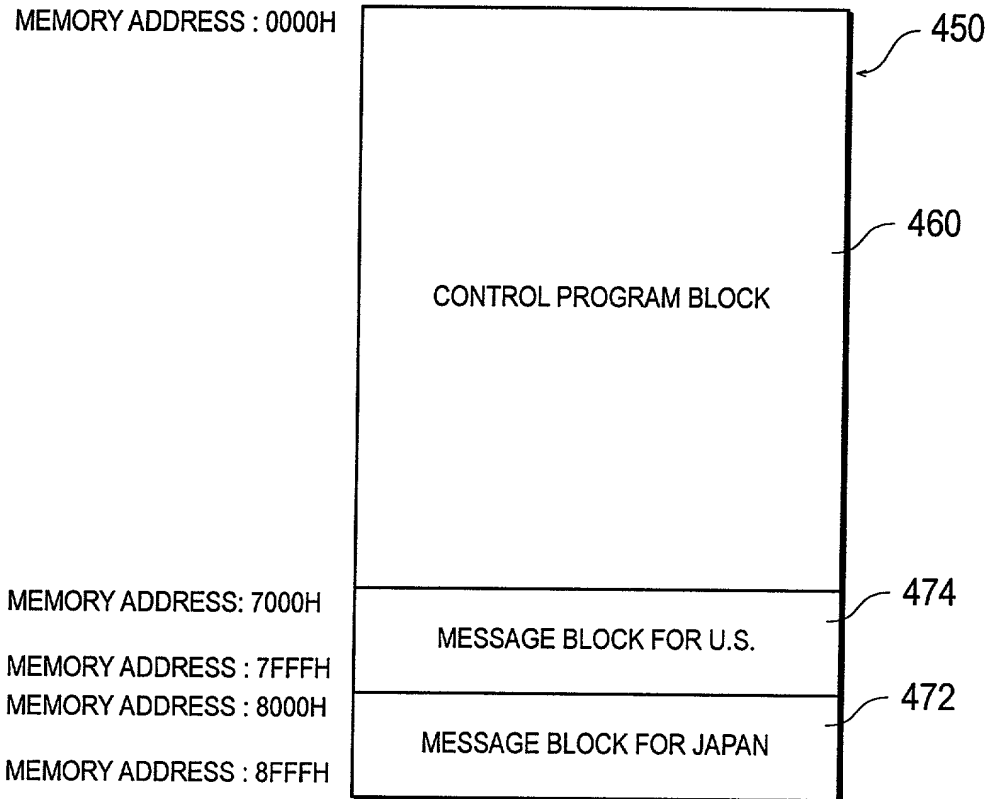 MEMORY ADDRESS : 0000H
450
460
CONTROL PROGRAM BLOCK
MEMORY ADDRESS: 7000H
474
MESSAGE BLOCK FOR U.S.
MEMORY ADDRESS : 7FFFH
MEMORY ADDRESS : 8000H
472
MESSAGE BLOCK FOR JAPAN
MEMORY ADDRESS : 8FFFH